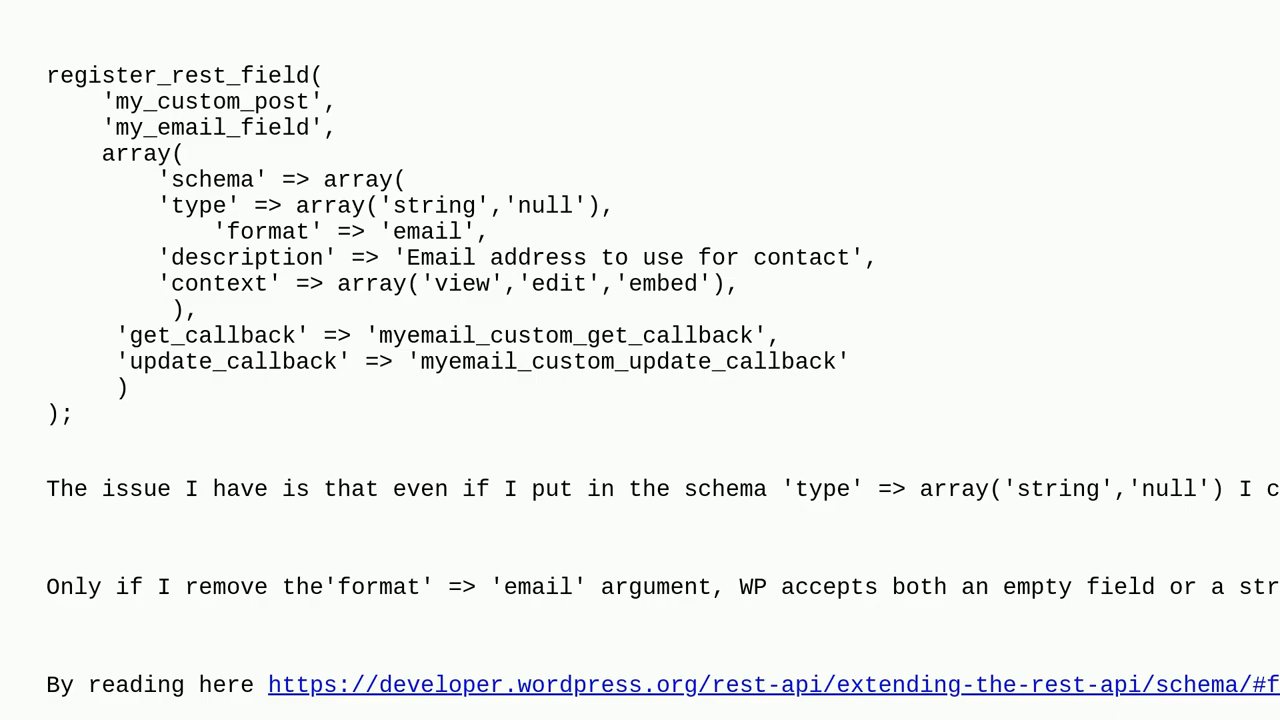 register_rest_field(
    'my_custom_post',
    'my_email_field',
    array(
        'schema' => array(
        'type' => array('string','null'),
            'format' => 'email',
        'description' => 'Email address to use for contact',
        'context' => array('view','edit','embed'),
         ),
     'get_callback' => 'myemail_custom_get_callback',
     'update_callback' => 'myemail_custom_update_callback'
     )
);
The issue I have is that even if I put in the schema 'type' => array('string','null') I c
Only if I remove the'format' => 'email' argument, WP accepts both an empty field or a str
By reading here https://developer.wordpress.org/rest-api/extending-the-rest-api/schema/#f